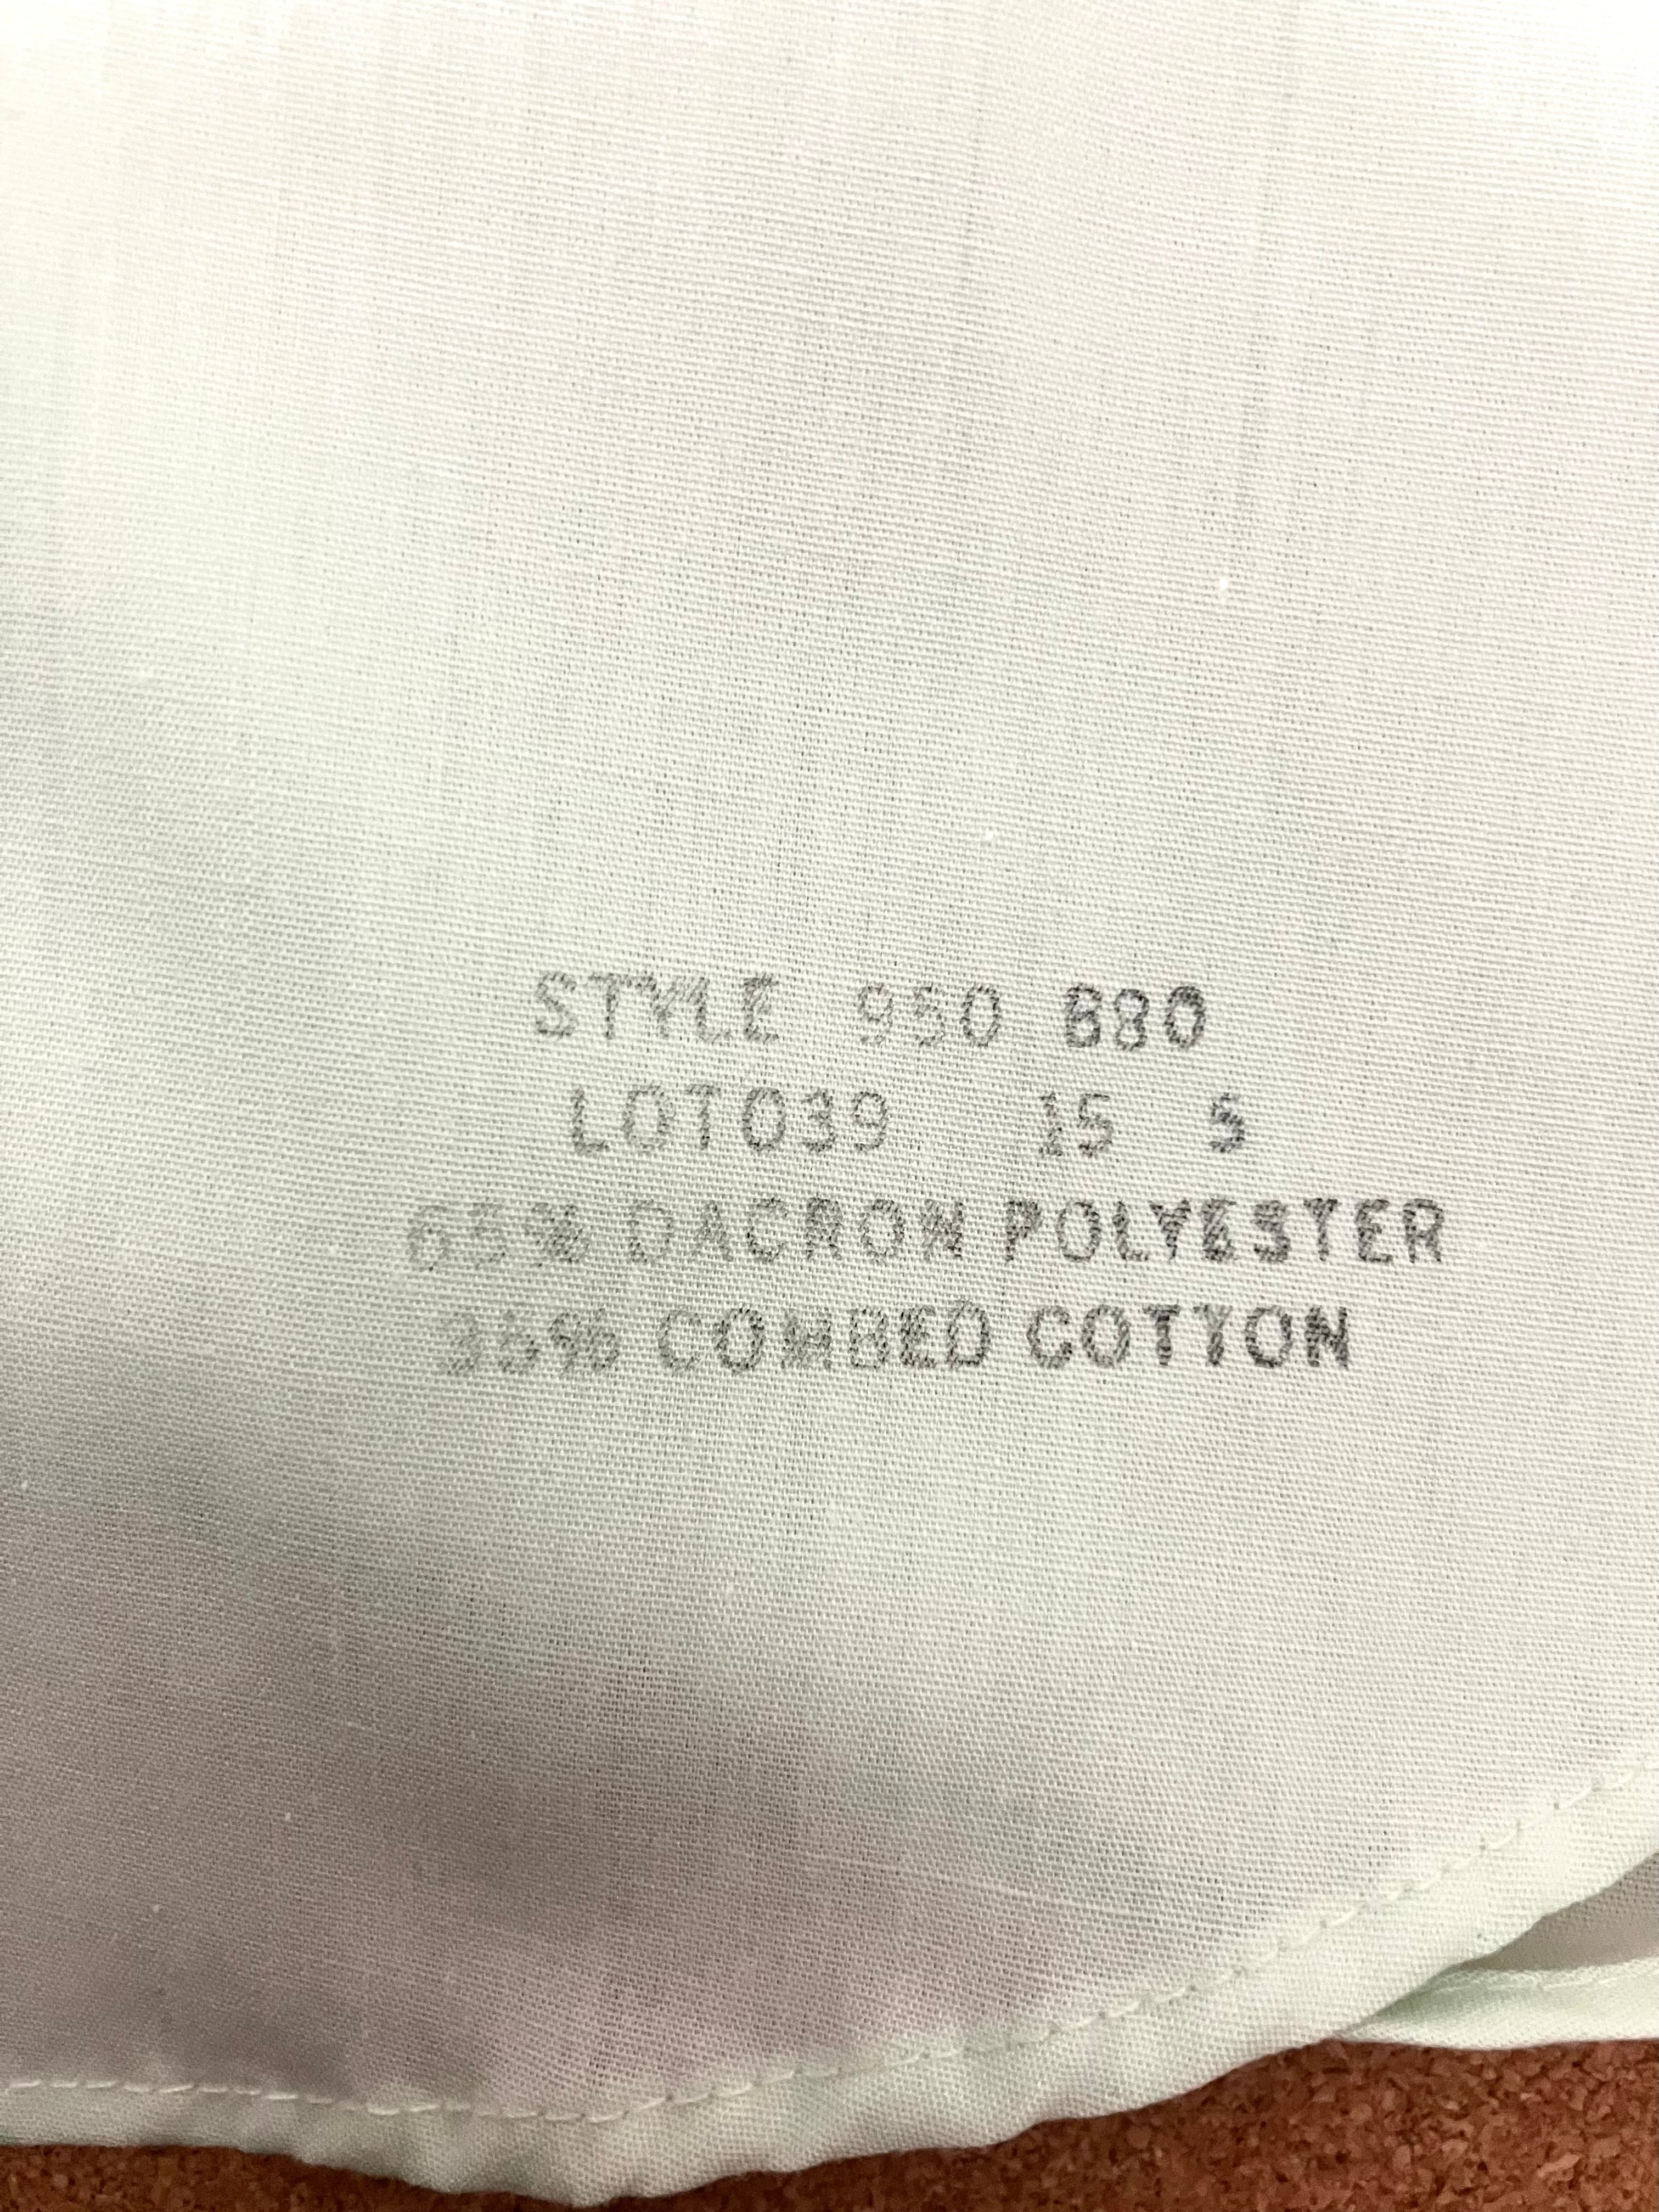 STYLE 950 680
LOT039 15 S
65% DACRON POLYESTER
35% COMBED COTTON